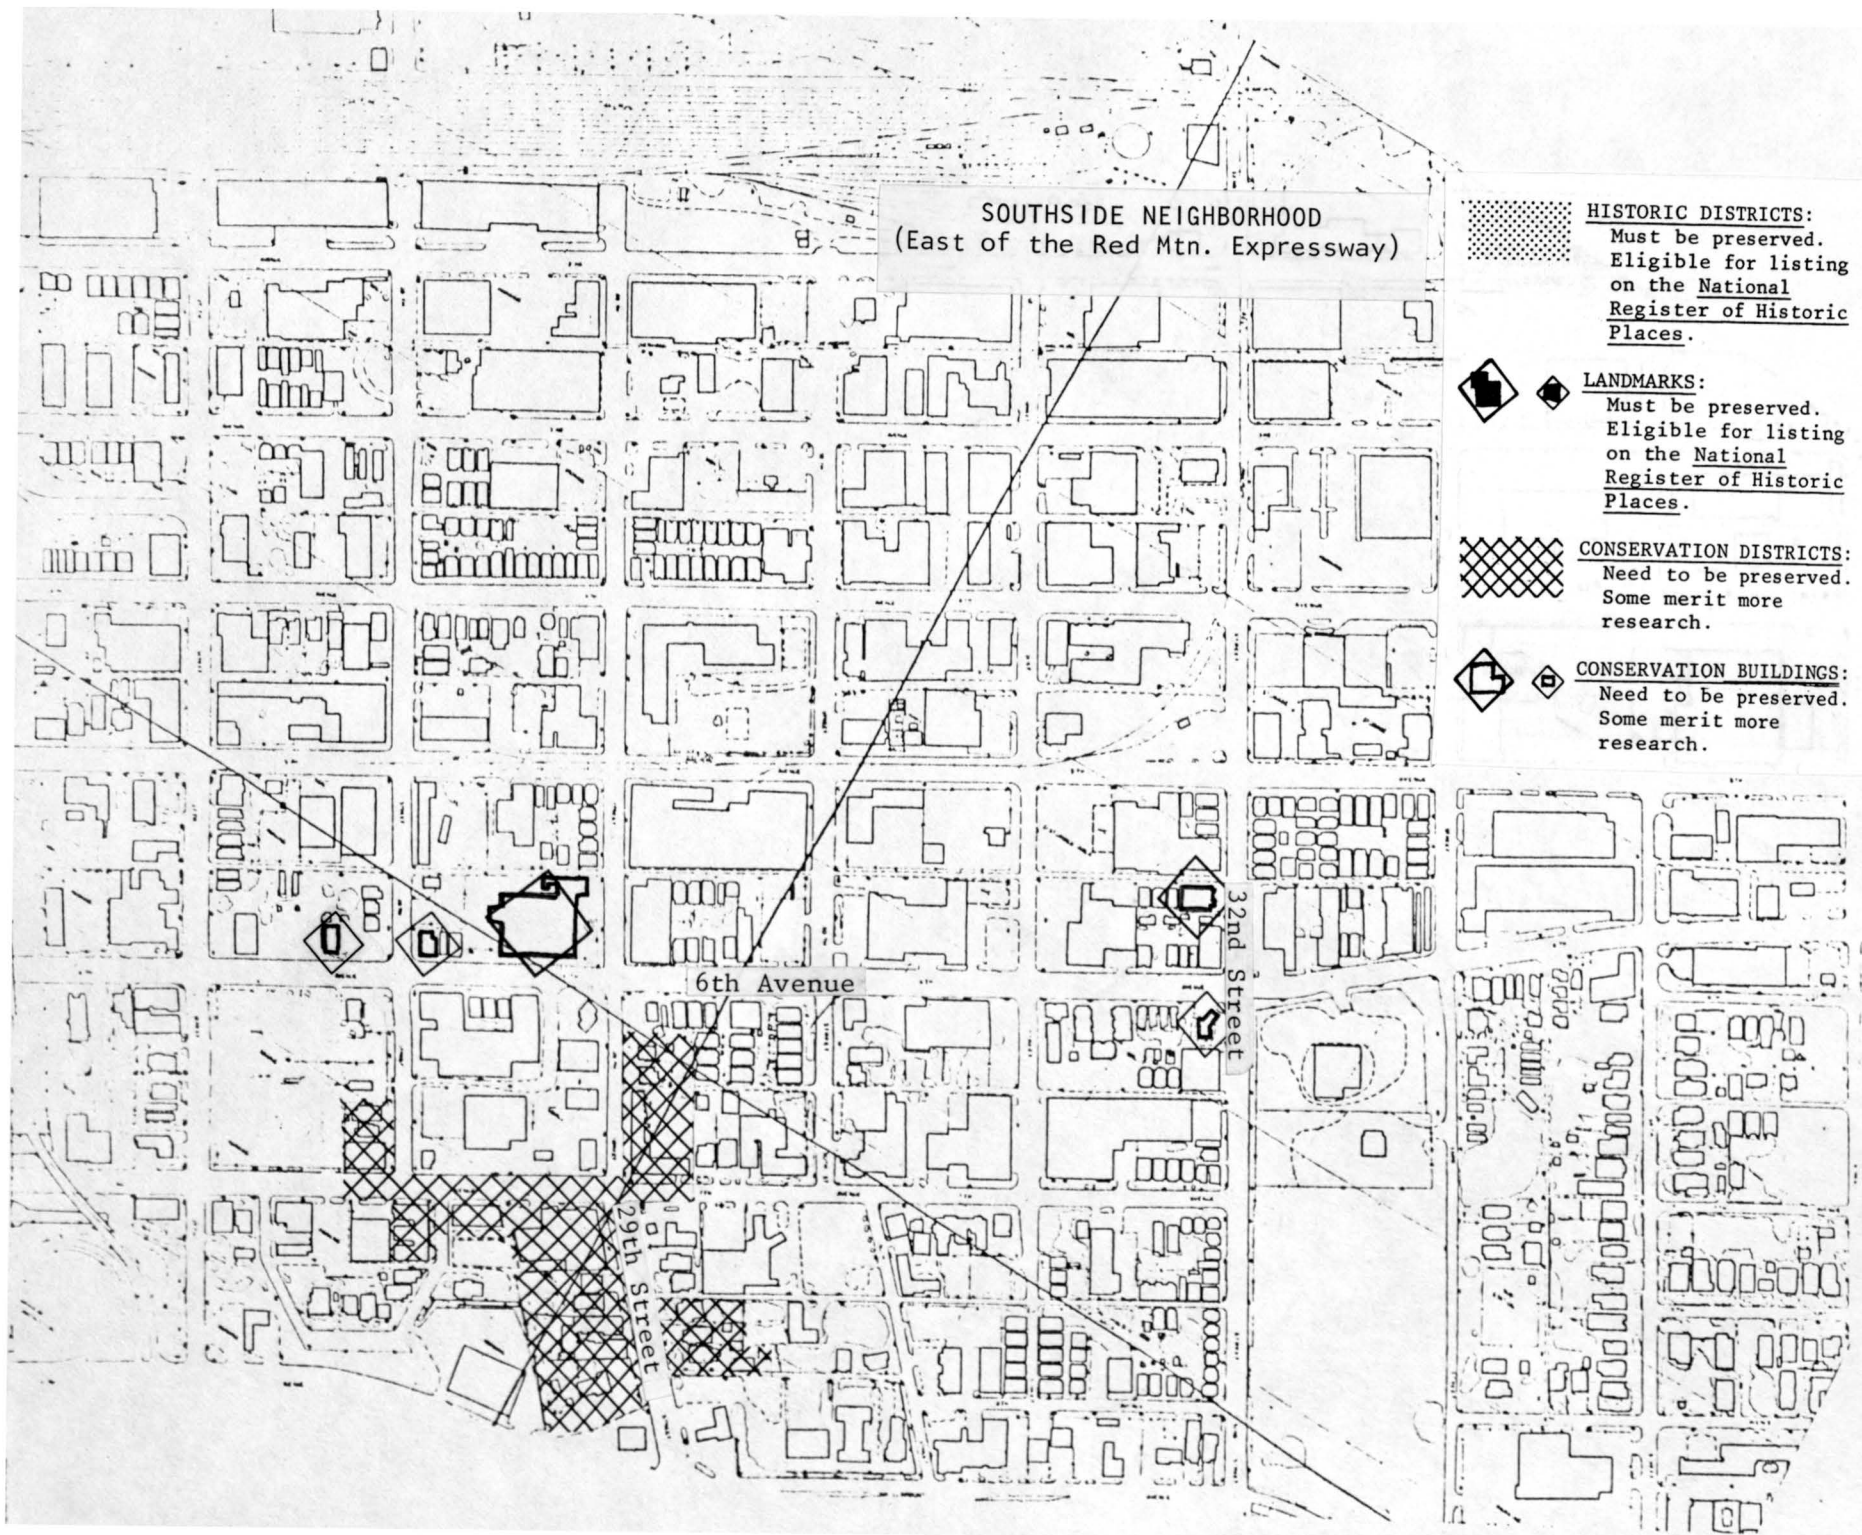 SOUTHSIDE NEIGHBORHOOD
(East of the Red Mtn. Expressway)
HISTORIC DISTRICTS:
Must be preserved.
Eligible for listing
on the National
Register of Historic
Places.
LANDMARKS:
Must be preserved.
Eligible for listing
on the National
Register of Historic
Places.
CONSERVATION DISTRICTS:
Need to be preserved.
Some merit more
research.
CONSERVATION BUILDINGS:
Need to be preserved.
Some merit more
research.
32nd Street
6th Avenue
29th Street